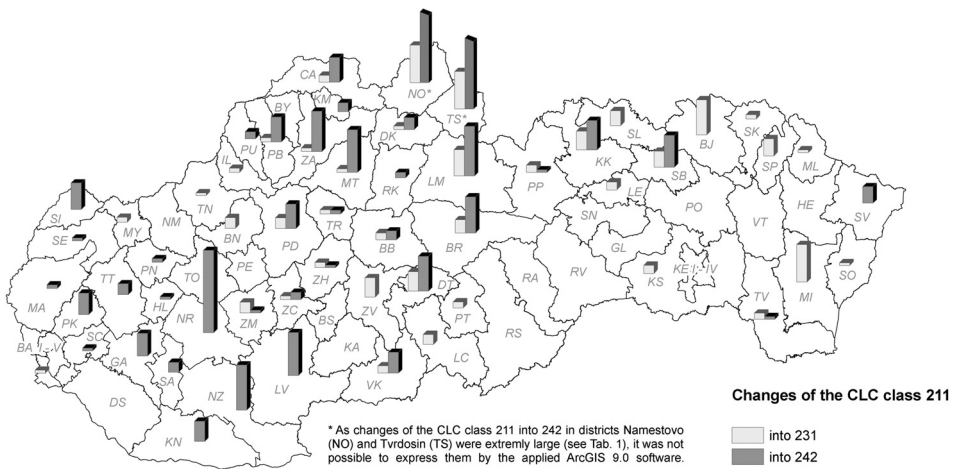 NO*
CA
TS*
KM
BY
DK
PU
PB
ZA
IL
MT
RK
LM
PP
KK
SL
SB
BJ
SK
SP
ML
LE
SV
HE
PO
VT
SN
GL
SI
SE
MY
NM
TN
BN
PD
TR
BB
BR
ZH
DT
RA
RV
KS
KE I - IV
SO
MI
TV
MA
PK
TT
PN
HL
TO
NR
PE
ZM
ZC
BS
ZV
PT
RS
LC
KA
VK
LV
NZ
SA
GA
SC
BA I - V
DS
KN
* As changes of the CLC class 211 into 242 in districts Namestovo
(NO) and Tvrdosin (TS) were extremly large (see Tab. 1), it was not
possible to express them by the applied ArcGIS 9.0 software.
Changes of the CLC class 211
into 231
into 242